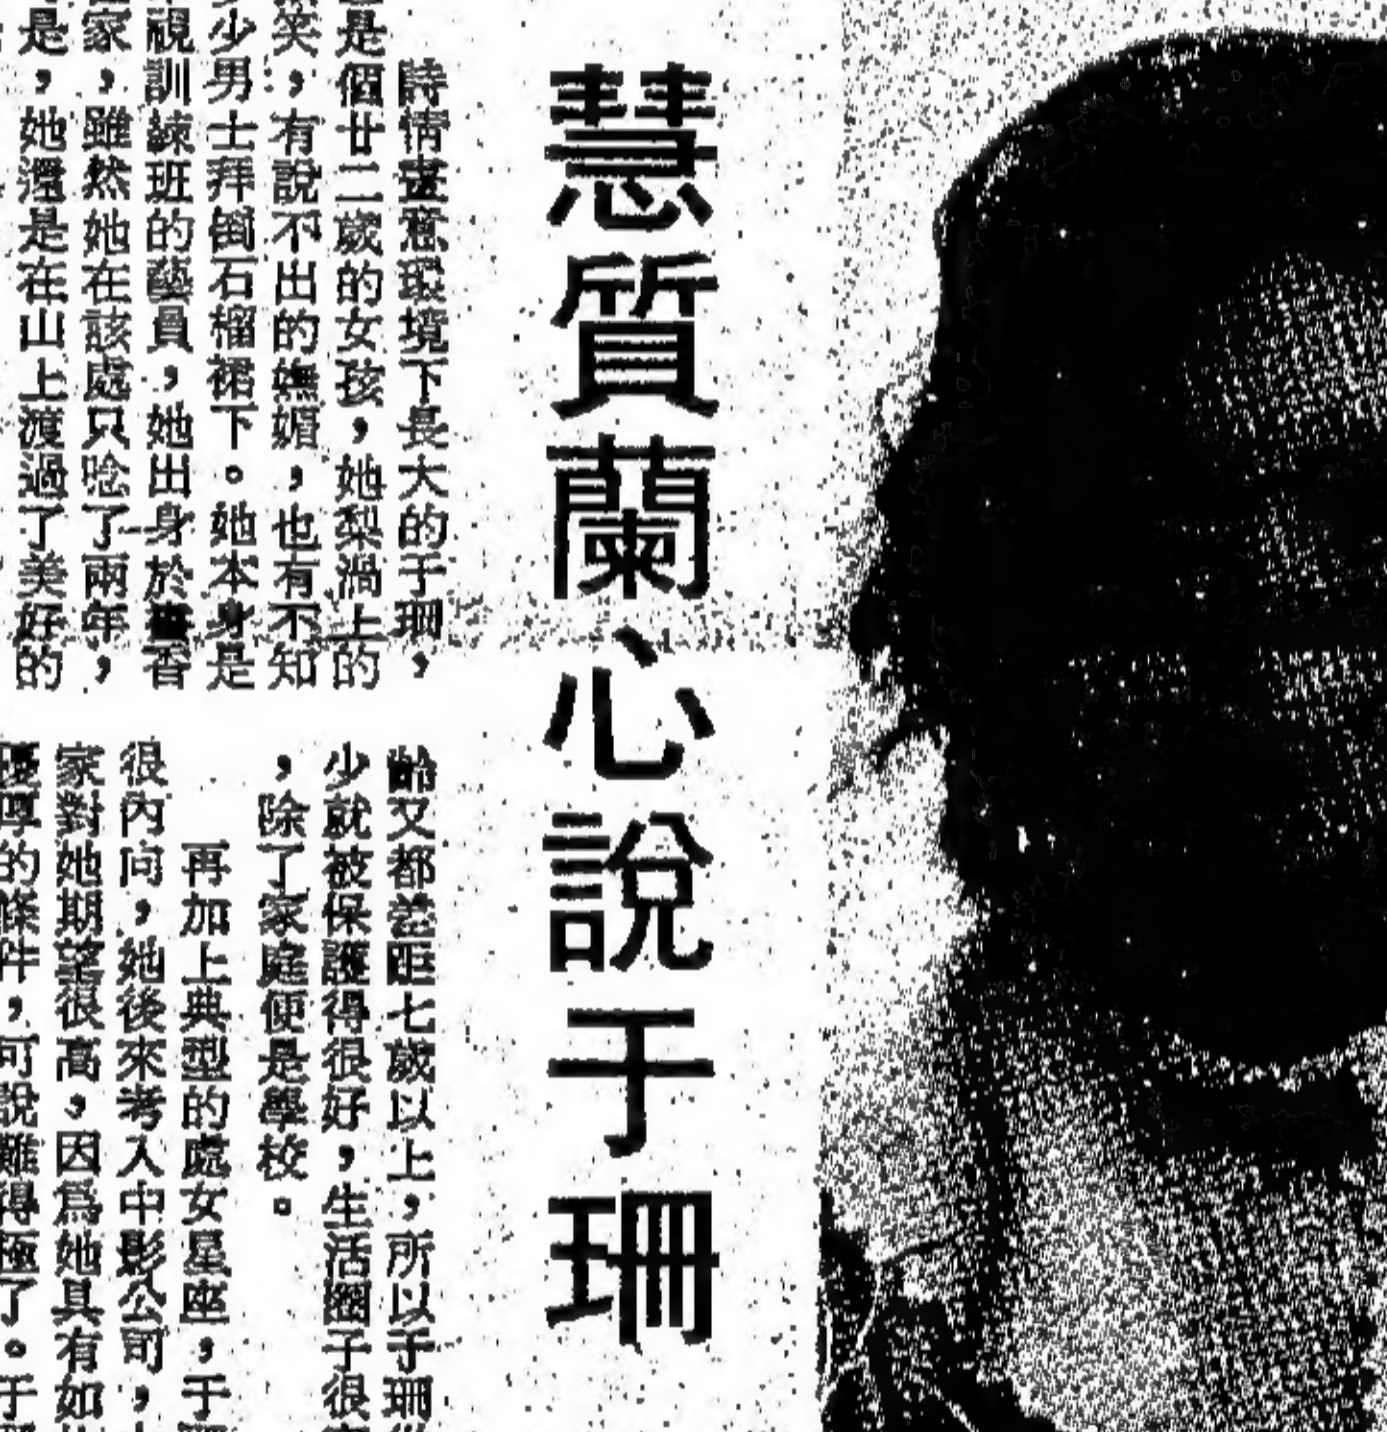 慧質蘭心說于珊
詩情畫意環境下長大的于珊，
是個廿二歲的女孩，她梨渦上的
笑，有說不出的嫵媚，也有不知
少男士拜倒石榴裙下。她本身是
視訓練班的藝員，她出身於書香
家，雖然她在該處只唸了兩年，
是，她還是在山上渡過了美好的
齡又都差距七歲以上，所以于珊
少就被保護得很好，生活圈子很
，除了家庭便是學校。
再加上典型的處女星座，于
很內向，她後來考入中影公司，
家對她期望很高，因為她具有如
優厚的條件，可說難得極了。于